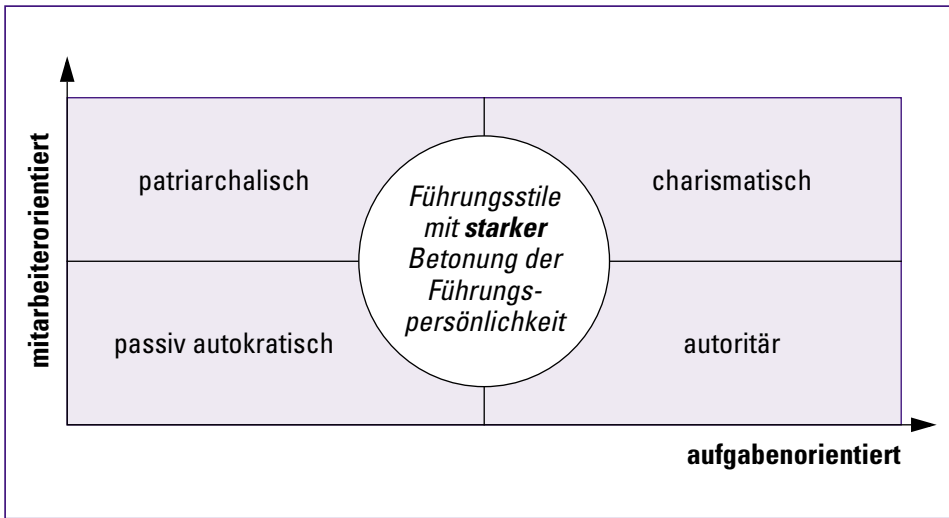 mitarbeiterorientiert
patriarchalisch
charismatisch
Führungsstile
mit starker
Betonung der
Führungs-
persönlichkeit
passiv autokratisch
autoritär
aufgabenorientiert